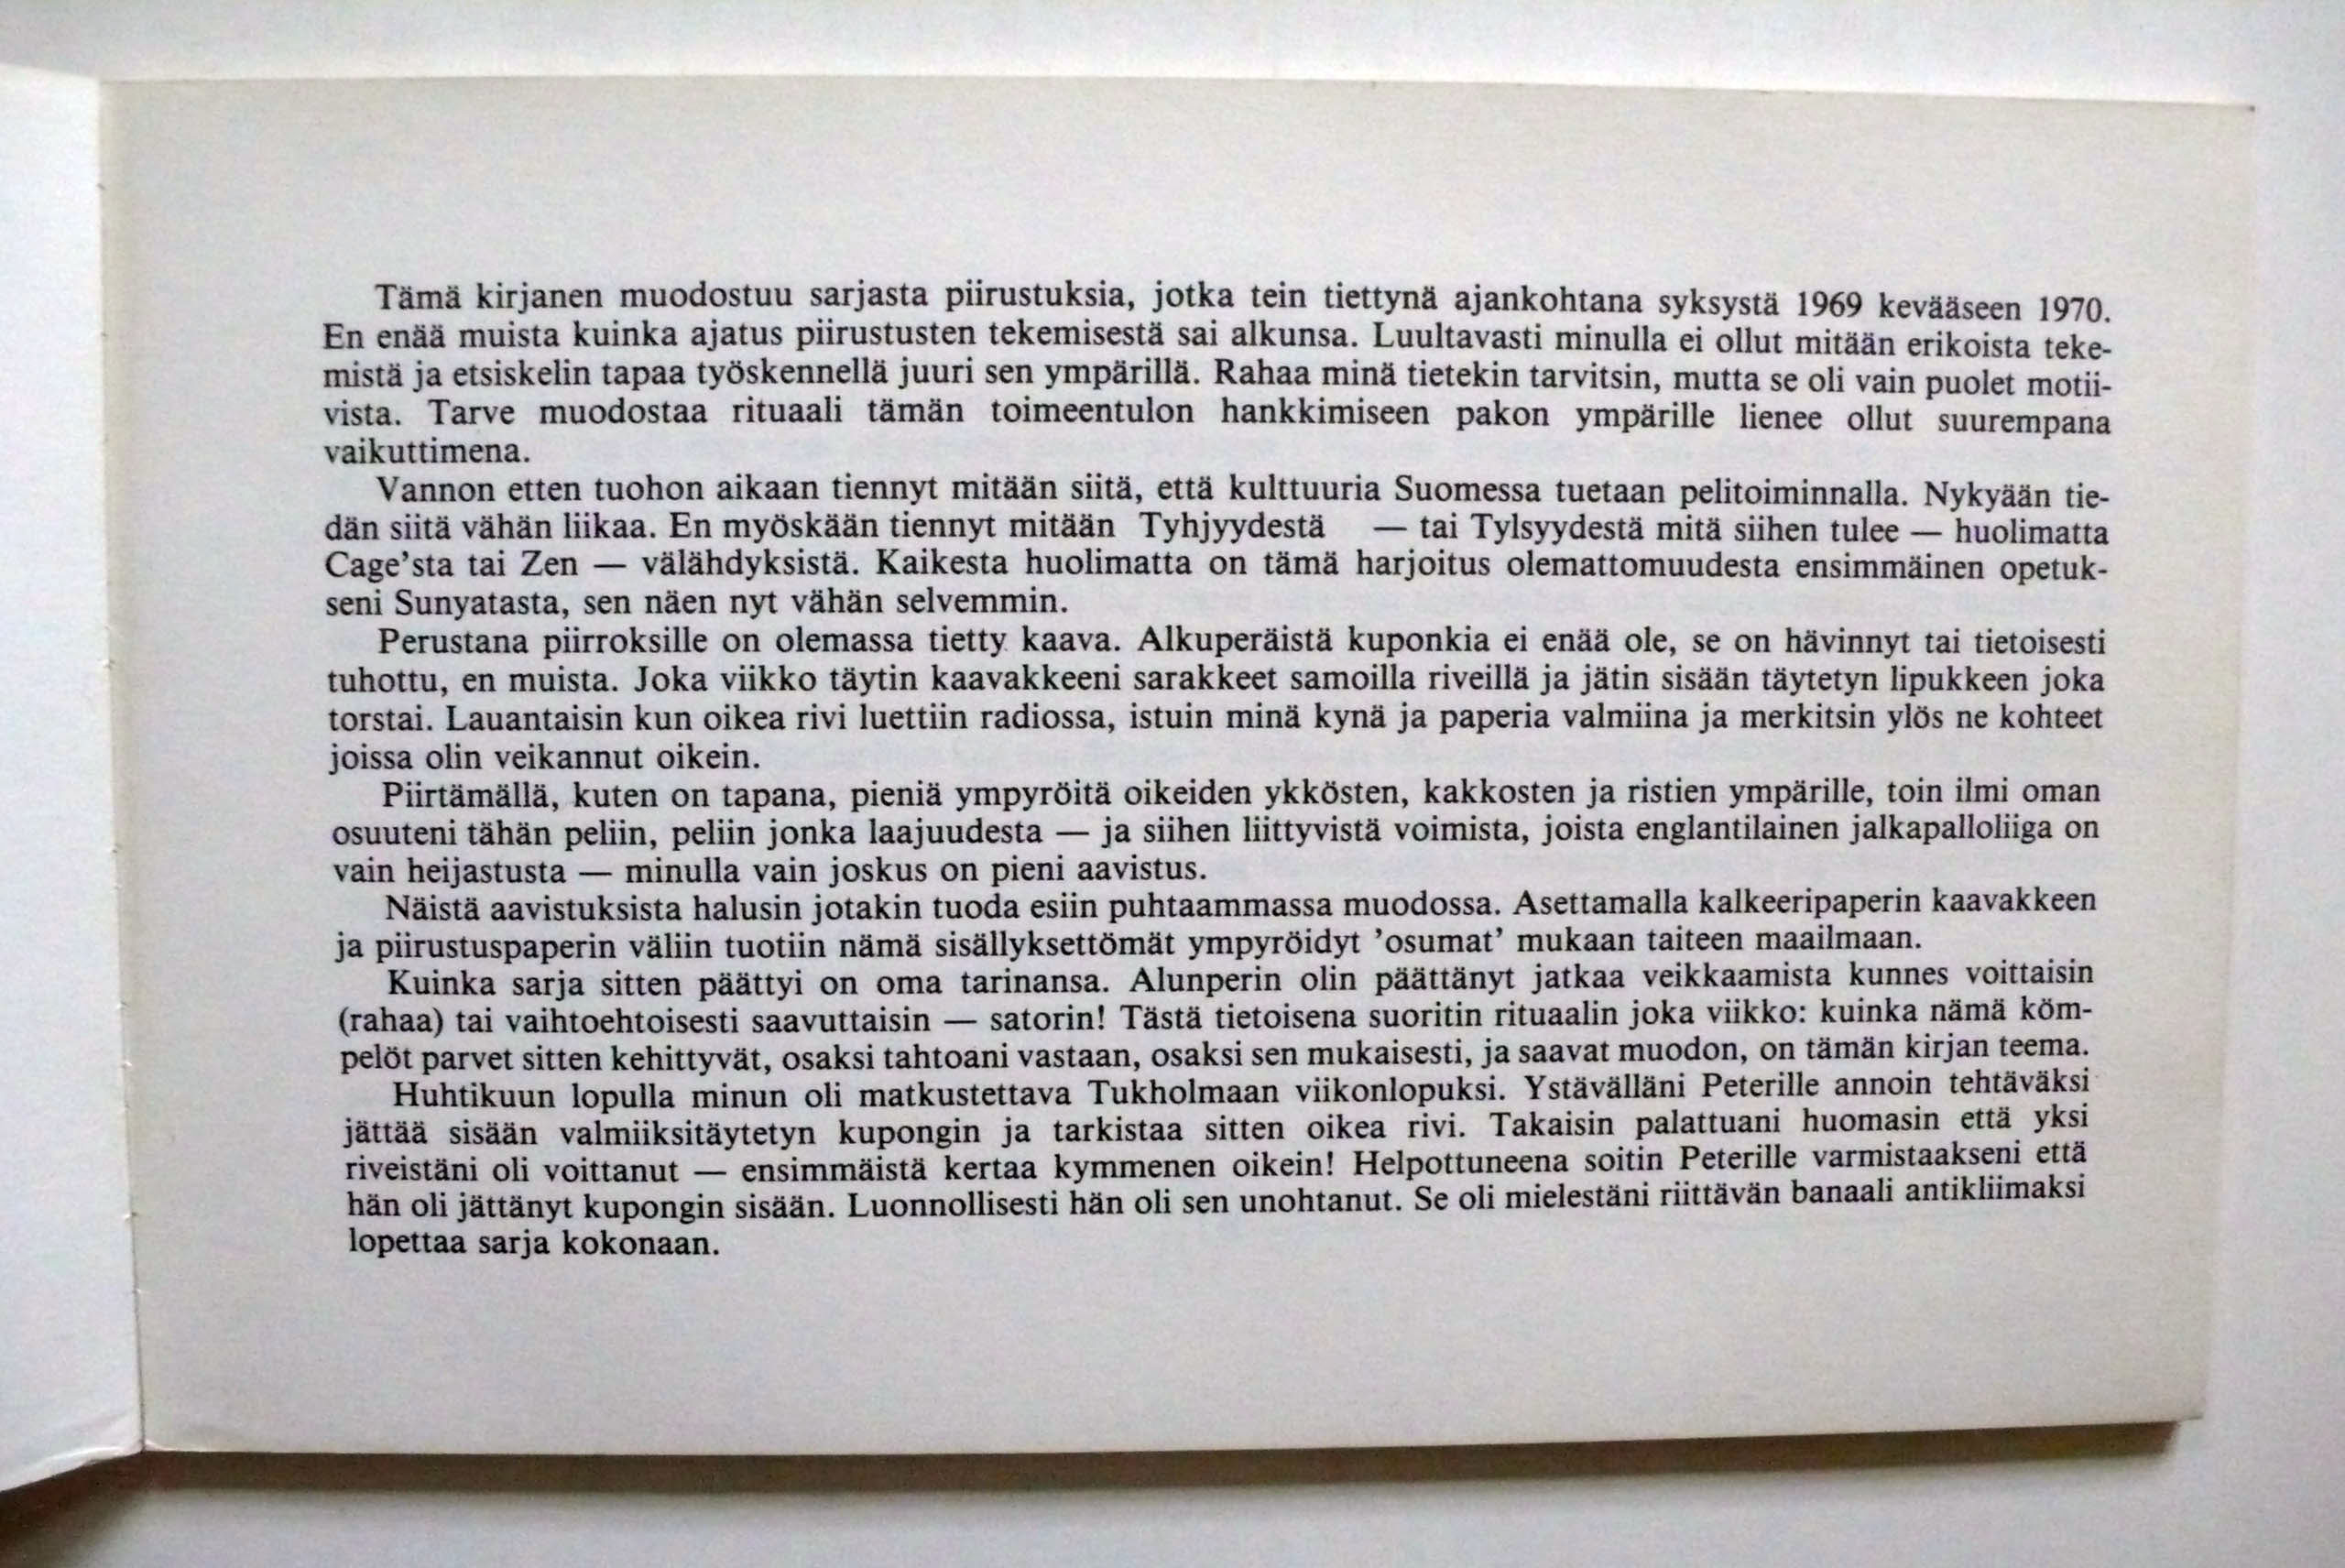 Tämä kirjanen muodostuu sarjasta piirustuksia, jotka tein tiettynä ajankohtana syksystä 1969 kevääseen 1970.
En enää muista kuinka ajatus piirustusten tekemisestä sai alkunsa. Luultavasti minulla ei ollut mitään erikoista teke-
mistä ja etsiskelin tapaa työskennellä juuri sen ympärillä. Rahaa minä tietekin tarvitsin, mutta se oli vain puolet motii-
vista. Tarve muodostaa rituaali tämän toimeentulon hankkimiseen pakon ympärille lienee ollut suurempana
vaikuttimena.
Vannon etten tuohon aikaan tiennyt mitään siitä, että kulttuuria Suomessa tuetaan pelitoiminnalla. Nykyään tie-
dän siitä vähän liikaa. En myöskään tiennyt mitään Tyhjyydestä — tai Tylsyydestä mitä siihen tulee — huolimatta
Cage'sta tai Zen — välähdyksistä. Kaikesta huolimatta on tämä harjoitus olemattomuudesta ensimmäinen opetuk-
seni Sunyatasta, sen näen nyt vähän selvemmin.
Perustana piirroksille on olemassa tietty kaava. Alkuperäistä kuponkia ei enää ole, se on hävinnyt tai tietoisesti
tuhottu, en muista. Joka viikko täytin kaavakkeeni sarakkeet samoilla riveillä ja jätin sisään täytetyn lipukkeen joka
torstai. Lauantaisin kun oikea rivi luettiin radiossa, istuin minä kynä ja paperia valmiina ja merkitsin ylös ne kohteet
joissa olin veikannut oikein.
Piirtämällä, kuten on tapana, pieniä ympyröitä oikeiden ykkösten, kakkosten ja ristien ympärille, toin ilmi oman
osuuteni tähän peliin, peliin jonka laajuudesta — ja siihen liittyvistä voimista, joista englantilainen jalkapalloliiga on
vain heijastusta — minulla vain joskus on pieni aavistus.
Näistä aavistuksista halusin jotakin tuoda esiin puhtaammassa muodossa. Asettamalla kalkeeripaperin kaavakkeen
ja piirustuspaperin väliin tuotiin nämä sisällyksettömät ympyröidyt 'osumat' mukaan taiteen maailmaan.
Kuinka sarja sitten päättyi on oma tarinansa. Alunperin olin päättänyt jatkaa veikkaamista kunnes voittaisin
(rahaa) tai vaihtoehtoisesti saavuttaisin — satorin! Tästä tietoisena suoritin rituaalin joka viikko: kuinka nämä köm-
pelöt parvet sitten kehittyvät, osaksi tahtoani vastaan, osaksi sen mukaisesti, ja saavat muodon, on tämän kirjan teema.
Huhtikuun lopulla minun oli matkustettava Tukholmaan viikonlopuksi. Ystävälläni Peterille annoin tehtäväksi
jättää sisään valmiiksitäytetyn kupongin ja tarkistaa sitten oikea rivi. Takaisin palattuani huomasin että yksi
riveistäni oli voittanut — ensimmäistä kertaa kymmenen oikein! Helpottuneena soitin Peterille varmistaakseni että
hän oli jättänyt kupongin sisään. Luonnollisesti hän oli sen unohtanut. Se oli mielestäni riittävän banaali antikliimaksi
lopettaa sarja kokonaan.